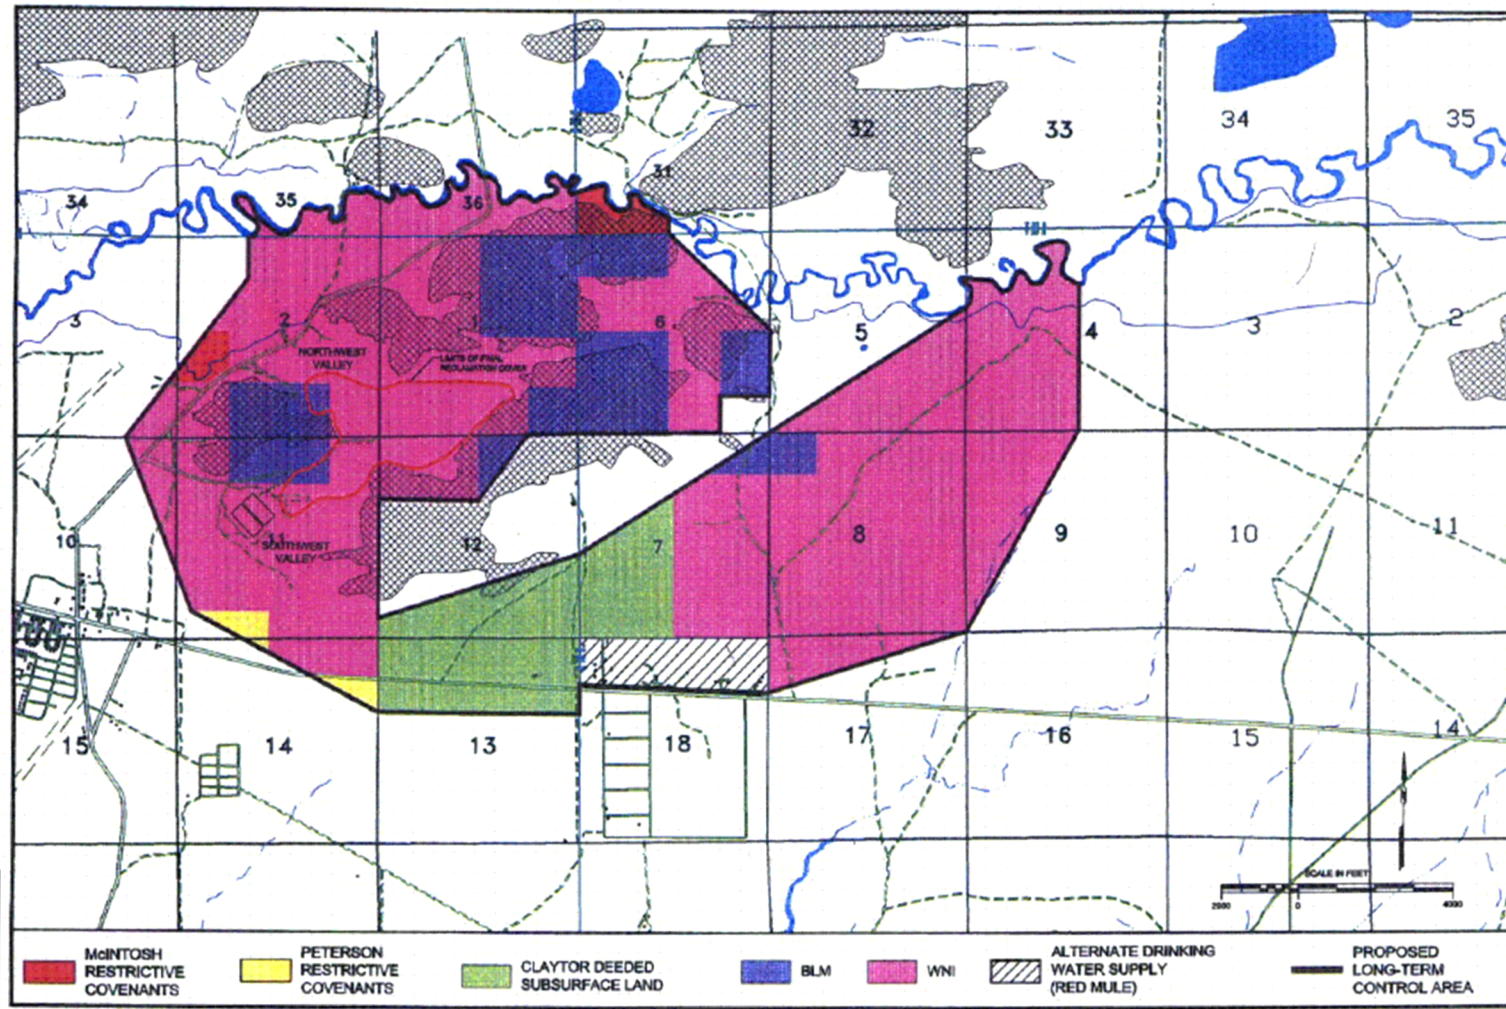 32
33
34
35
31
34
35
36
3
2
1
6
5
4
3
2
NORTHWEST
VALLEY
LIMITS OF FINAL
RECLAMATION COVER
10
11
SOUTHWEST
VALLEY
12
7
8
9
10
11
15
14
13
18
17
16
15
14
SCALE IN FEET
2000 0 4000
McINTOSH
RESTRICTIVE
COVENANTS
PETERSON
RESTRICTIVE
COVENANTS
CLAYTOR DEEDED
SUBSURFACE LAND
BLM
WNI
ALTERNATE DRINKING
WATER SUPPLY
(RED MULE)
PROPOSED
LONG-TERM
CONTROL AREA